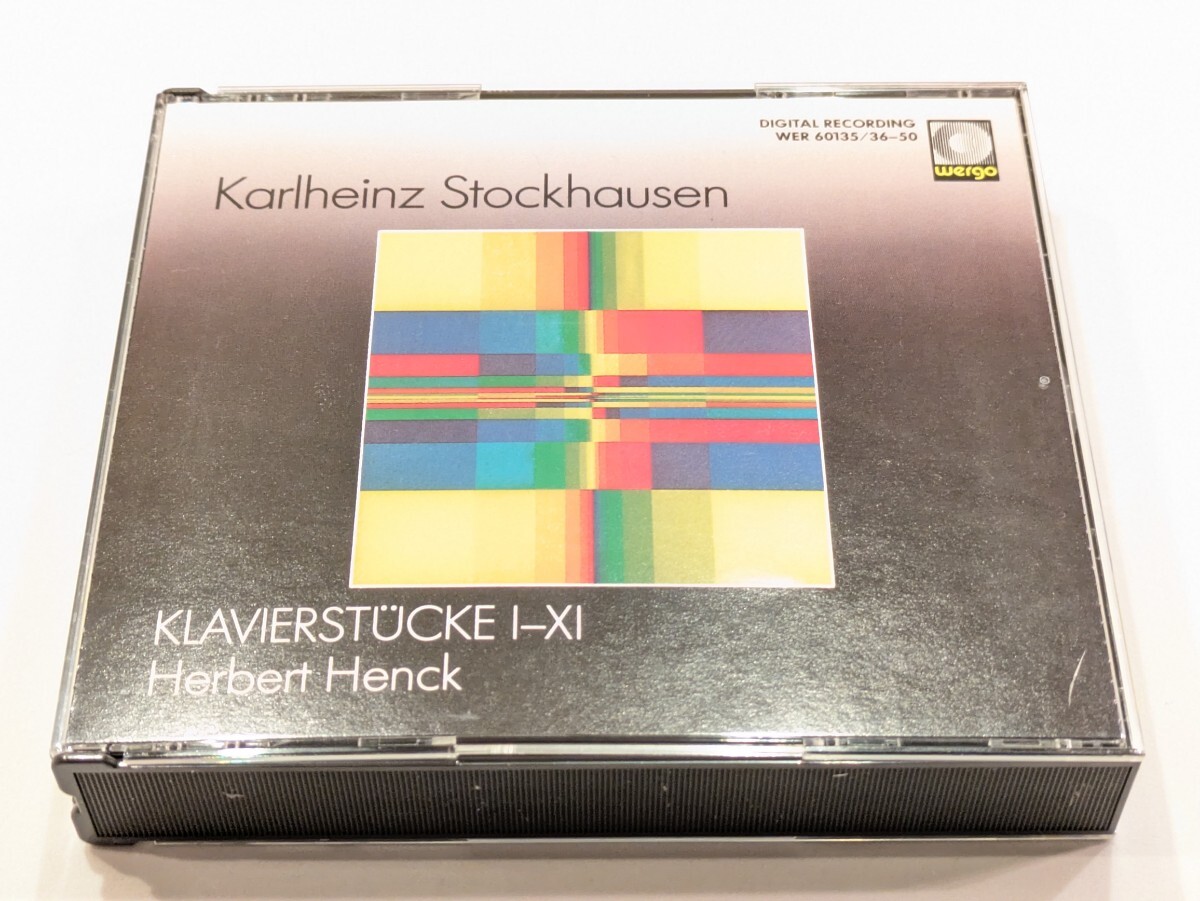 DIGITAL RECORDING
WER 60135/36–50
wergo
Karlheinz Stockhausen
KLAVIERSTÜCKE I–XI
Herbert Henck